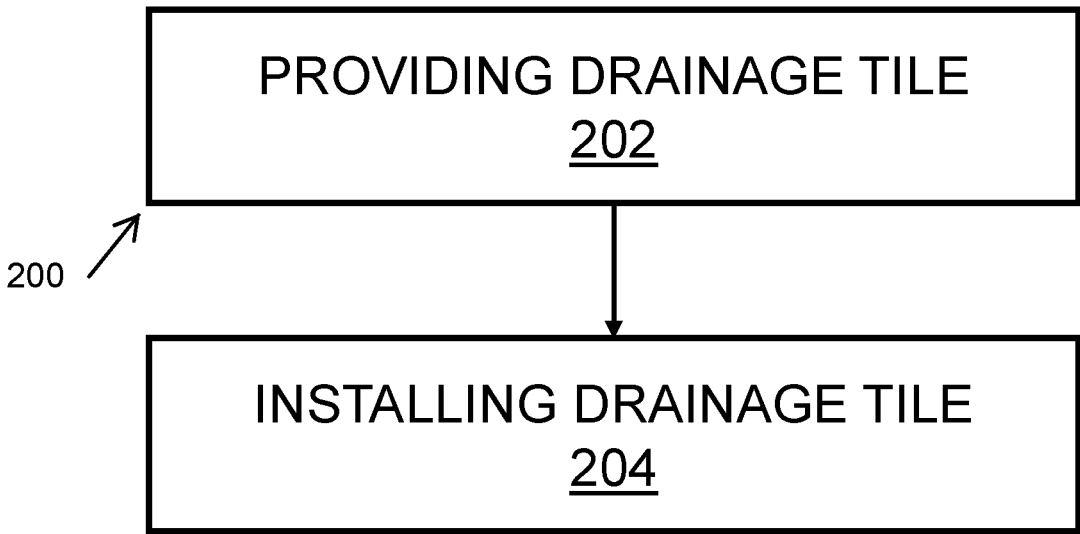 PROVIDING DRAINAGE TILE
202
200
INSTALLING DRAINAGE TILE
204